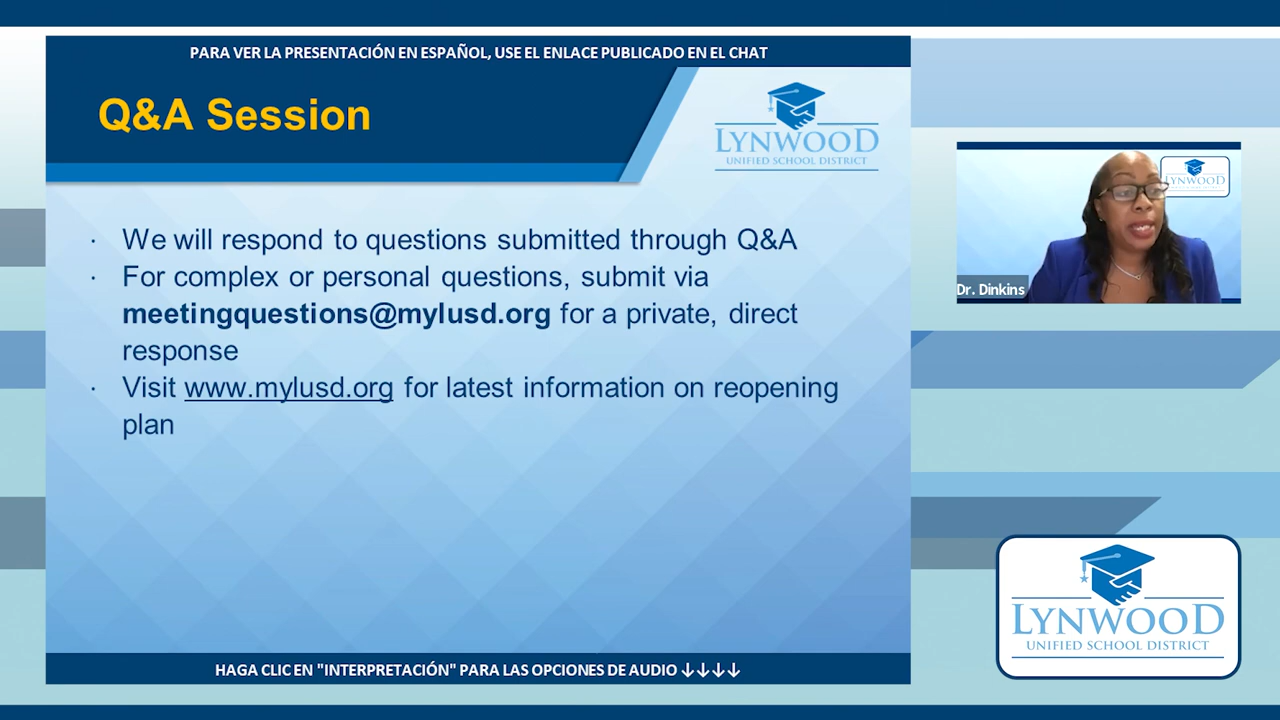 PARA VER LA PRESENTACIÓN EN ESPAÑOL, USE EL ENLACE PUBLICADO EN EL CHAT
Q&A Session
LYNWOOD
UNIFIED SCHOOL DISTRICT
· We will respond to questions submitted through Q&A
· For complex or personal questions, submit via
meetingquestions@mylusd.org for a private, direct
response
· Visit www.mylusd.org for latest information on reopening
plan
HAGA CLIC EN "INTERPRETACIÓN" PARA LAS OPCIONES DE AUDIO ↓↓↓↓
LYNWOOD
Dr. Dinkins
LYNWOOD
UNIFIED SCHOOL DISTRICT